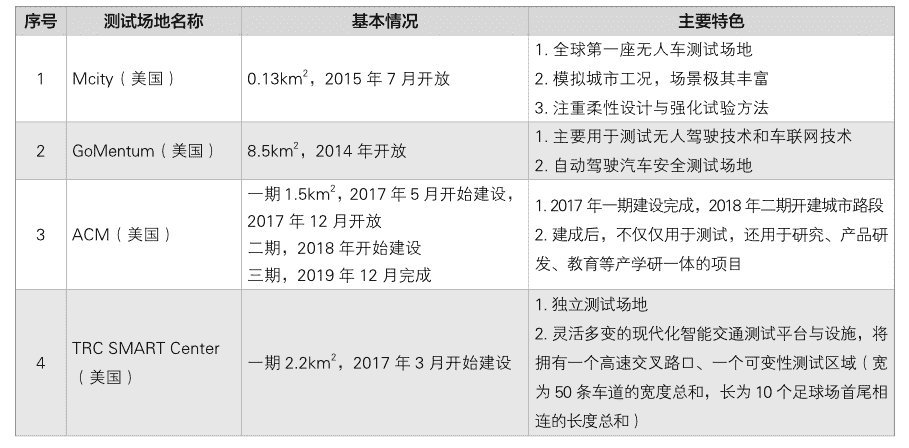 序号 测试场地名称 基本情况 主要特色
1 Mcity（美国） 0.13km²，2015 年 7 月开放 1. 全球第一座无人车测试场地
2. 模拟城市工况，场景极其丰富
3. 注重柔性设计与强化试验方法
2 GoMentum（美国） 8.5km²，2014 年开放 1. 主要用于测试无人驾驶技术和车联网技术
2. 自动驾驶汽车安全测试场地
3 ACM（美国） 一期 1.5km²，2017 年 5 月开始建设，
2017 年 12 月开放
二期，2018 年开始建设
三期，2019 年 12 月完成
1. 2017 年一期建设完成，2018 年二期开建城市路段
2. 建成后，不仅仅用于测试，还用于研究、产品研
发、教育等产学研一体的项目
4 TRC SMART Center
（美国）
一期 2.2km²，2017 年 3 月开始建设
1. 独立测试场地
2. 灵活多变的现代化智能交通测试平台与设施，将
拥有一个高速交叉路口、一个可变性测试区域（宽
为 50 条车道的宽度总和，长为 10 个足球场首尾相
连的长度总和）